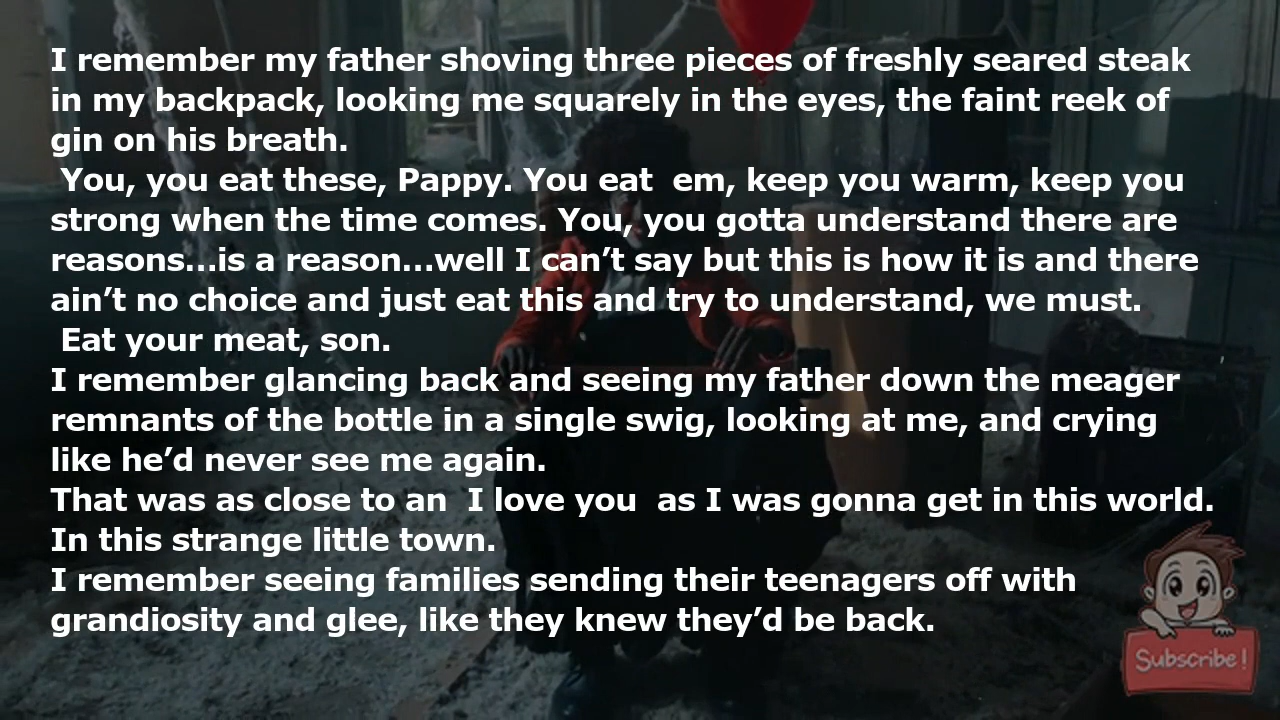 I remember my father shoving three pieces of freshly seared steak
in my backpack, looking me squarely in the eyes, the faint reek of
gin on his breath.
You, you eat these, Pappy. You eat  em, keep you warm, keep you
strong when the time comes. You, you gotta understand there are
reasons…is a reason…well I can’t say but this is how it is and there
ain’t no choice and just eat this and try to understand, we must.
Eat your meat, son.
I remember glancing back and seeing my father down the meager
remnants of the bottle in a single swig, looking at me, and crying
like he’d never see me again.
That was as close to an  I love you  as I was gonna get in this world.
In this strange little town.
I remember seeing families sending their teenagers off with
grandiosity and glee, like they knew they’d be back.
Subscribe!